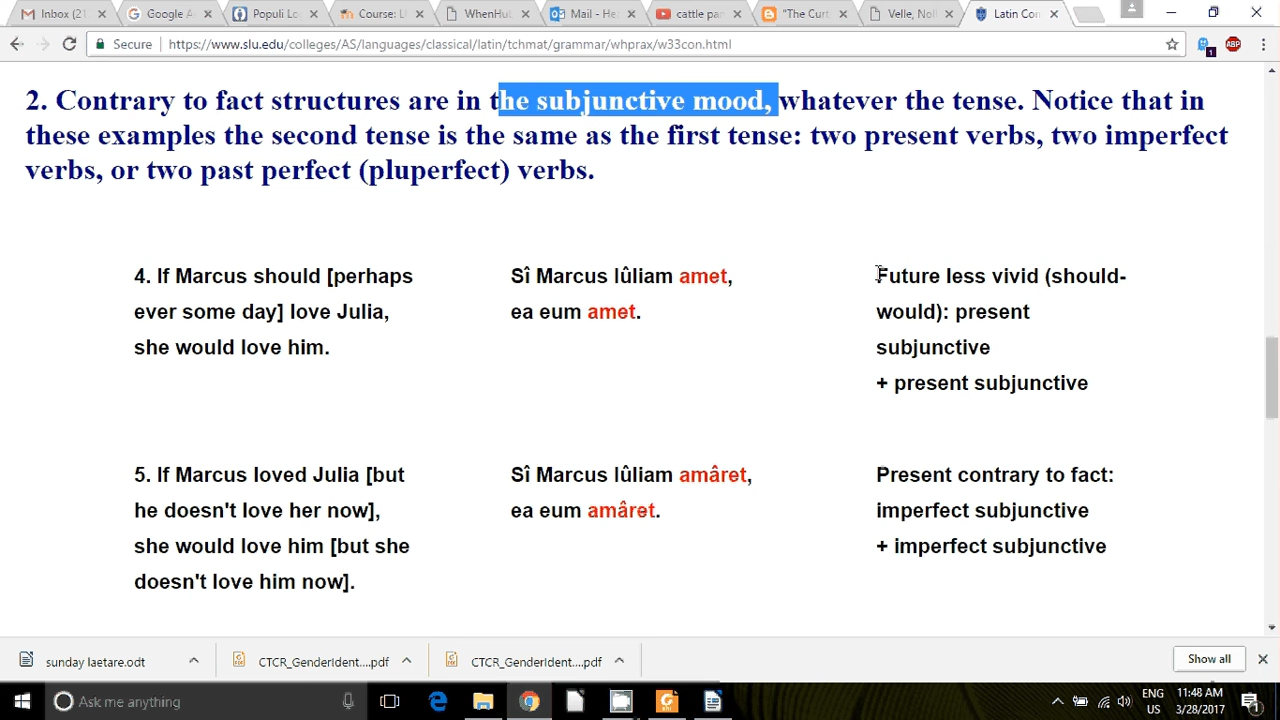 Inbox (21
Google A
Populi Lo
Course: L
WhenHu
Mail - He
cattle pan
"The Curt
Velle, Noll
Latin Con
Secure
https://www.slu.edu/colleges/AS/languages/classical/latin/tchmat/grammar/whprax/w33con.html
1
ABP
2. Contrary to fact structures are in the subjunctive mood, whatever the tense. Notice that in
these examples the second tense is the same as the first tense: two present verbs, two imperfect
verbs, or two past perfect (pluperfect) verbs.
4. If Marcus should [perhaps
ever some day] love Julia,
she would love him.
Sî Marcus Iûliam amet,
ea eum amet.
Future less vivid (should-
would): present
subjunctive
+ present subjunctive
5. If Marcus loved Julia [but
he doesn't love her now],
she would love him [but she
doesn't love him now].
Sî Marcus Iûliam amâret,
ea eum amâret.
Present contrary to fact:
imperfect subjunctive
+ imperfect subjunctive
sunday laetare.odt
CTCR_GenderIdent....pdf
CTCR_GenderIdent....pdf
Show all
Ask me anything
ENG
US
11:48 AM
3/28/2017
1